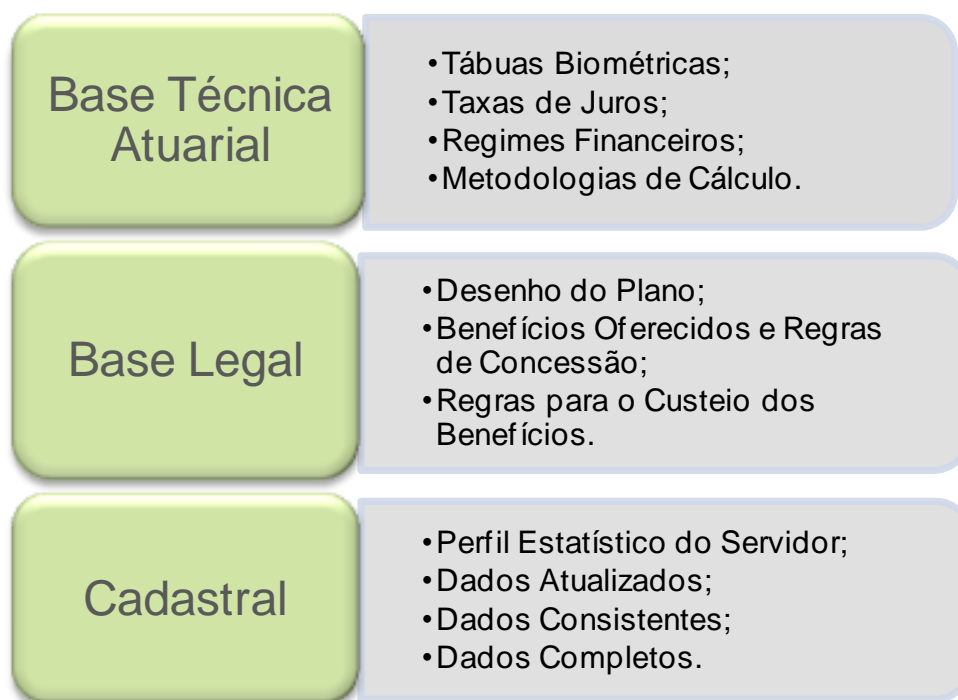 Base Técnica
Atuarial
•Tábuas Biométricas;
•Taxas de Juros;
•Regimes Financeiros;
•Metodologias de Cálculo.
Base Legal
•Desenho do Plano;
•Benefícios Oferecidos e Regras
de Concessão;
•Regras para o Custeio dos
Benefícios.
Cadastral
•Perfil Estatístico do Servidor;
•Dados Atualizados;
•Dados Consistentes;
•Dados Completos.